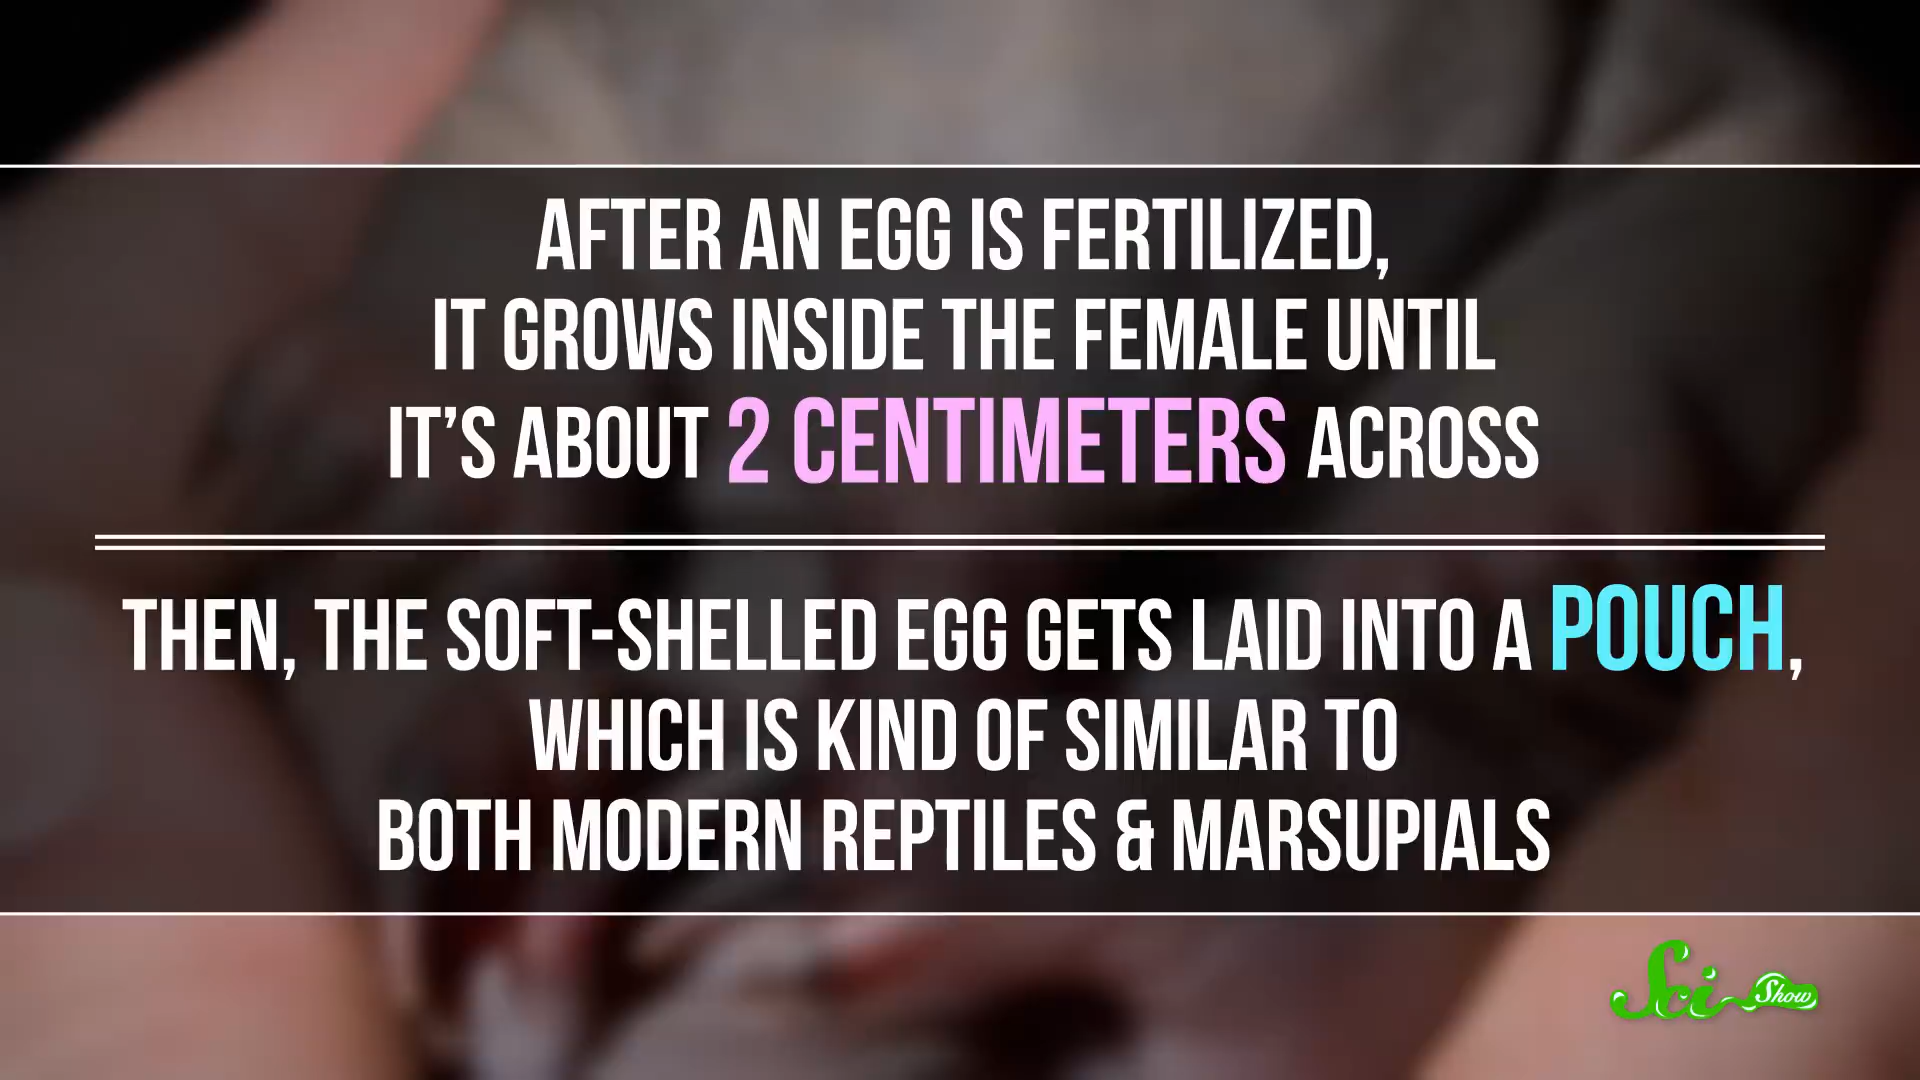 AFTER AN EGG IS FERTILIZED,
IT GROWS INSIDE THE FEMALE UNTIL
IT'S ABOUT 2 CENTIMETERS ACROSS
THEN, THE SOFT-SHELLED EGG GETS LAID INTO A POUCH,
WHICH IS KIND OF SIMILAR TO
BOTH MODERN REPTILES & MARSUPIALS
Sci Show